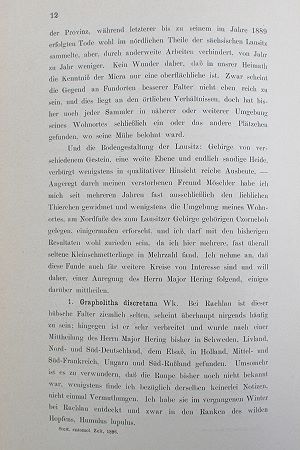 12
der Provinz, während letzterer bis zu seinem im Jahre 1889
erfolgten Tode wohl im nördlichen Theile der sächsischen Lausitz
sammelte, aber, durch anderweite Arbeiten verhindert, von Jahr
zu Jahr weniger. Kein Wunder daher, daß in unsrer Heimath
die Kenntniß der Micra nur eine oberflächliche ist. Zwar scheint
die Gegend an Fundorten besserer Falter nicht eben reich zu
sein, und dies liegt an den örtlichen Verhältnissen, doch hat bis-
her noch jeder Sammler in näherer oder weiterer Umgebung
seines Wohnortes schließlich ein oder das andere Plätzchen
gefunden, wo seine Mühe belohnt ward.
Und die Bodengestaltung der Lausitz: Gebirge von ver-
schiedenem Gestein, eine weite Ebene und endlich sandige Heide,
verbürgt wenigstens in qualitativer Hinsicht reiche Ausbeute. —
Angeregt durch meinen verstorbenen Freund Möschler habe ich
mich seit mehreren Jahren fast ausschließlich den lieblichen
Thierchen gewidmet und wenigstens die Umgebung meines Wohn-
ortes, am Nordfuße des zum Lausitzer Gebirge gehörigen Czorneboh
gelegen, einigermaßen erforscht, und ich darf mit den bisherigen
Resultaten wohl zufrieden sein, da ich hier mehrere, fast überall
seltene Kleinschmetterlinge in Mehrzahl fand. Ich nehme an, daß
diese Funde auch für weitere Kreise von Interesse sind und will
daher, einer Anregung des Herrn Major Hering folgend, einiges
darüber mittheilen.
1. Grapholitha discretana Wk. Bei Rachlau ist dieser
hübsche Falter ziemlich selten, scheint überhaupt nirgends häufig
zu sein; hingegen ist er sehr verbreitet und wurde nach einer
Mittheilung des Herrn Major Hering bisher in Schweden, Livland,
Nord- und Süd-Deutschland, dem Elsaß, in Holland, Mittel- und
Süd-Frankreich, Ungarn und Süd-Rußland gefunden. Umsomehr
ist es zu verwundern, daß die Raupe bisher noch nicht bekannt
war, wenigstens finde ich bezüglich derselben keinerlei Notizen,
nicht einmal Vermuthungen. Ich habe sie im vergangenen Winter
bei Rachlau entdeckt und zwar in den Ranken des wilden
Hopfens, Humulus lupulus.
Stett. entomol. Zeit. 1896.